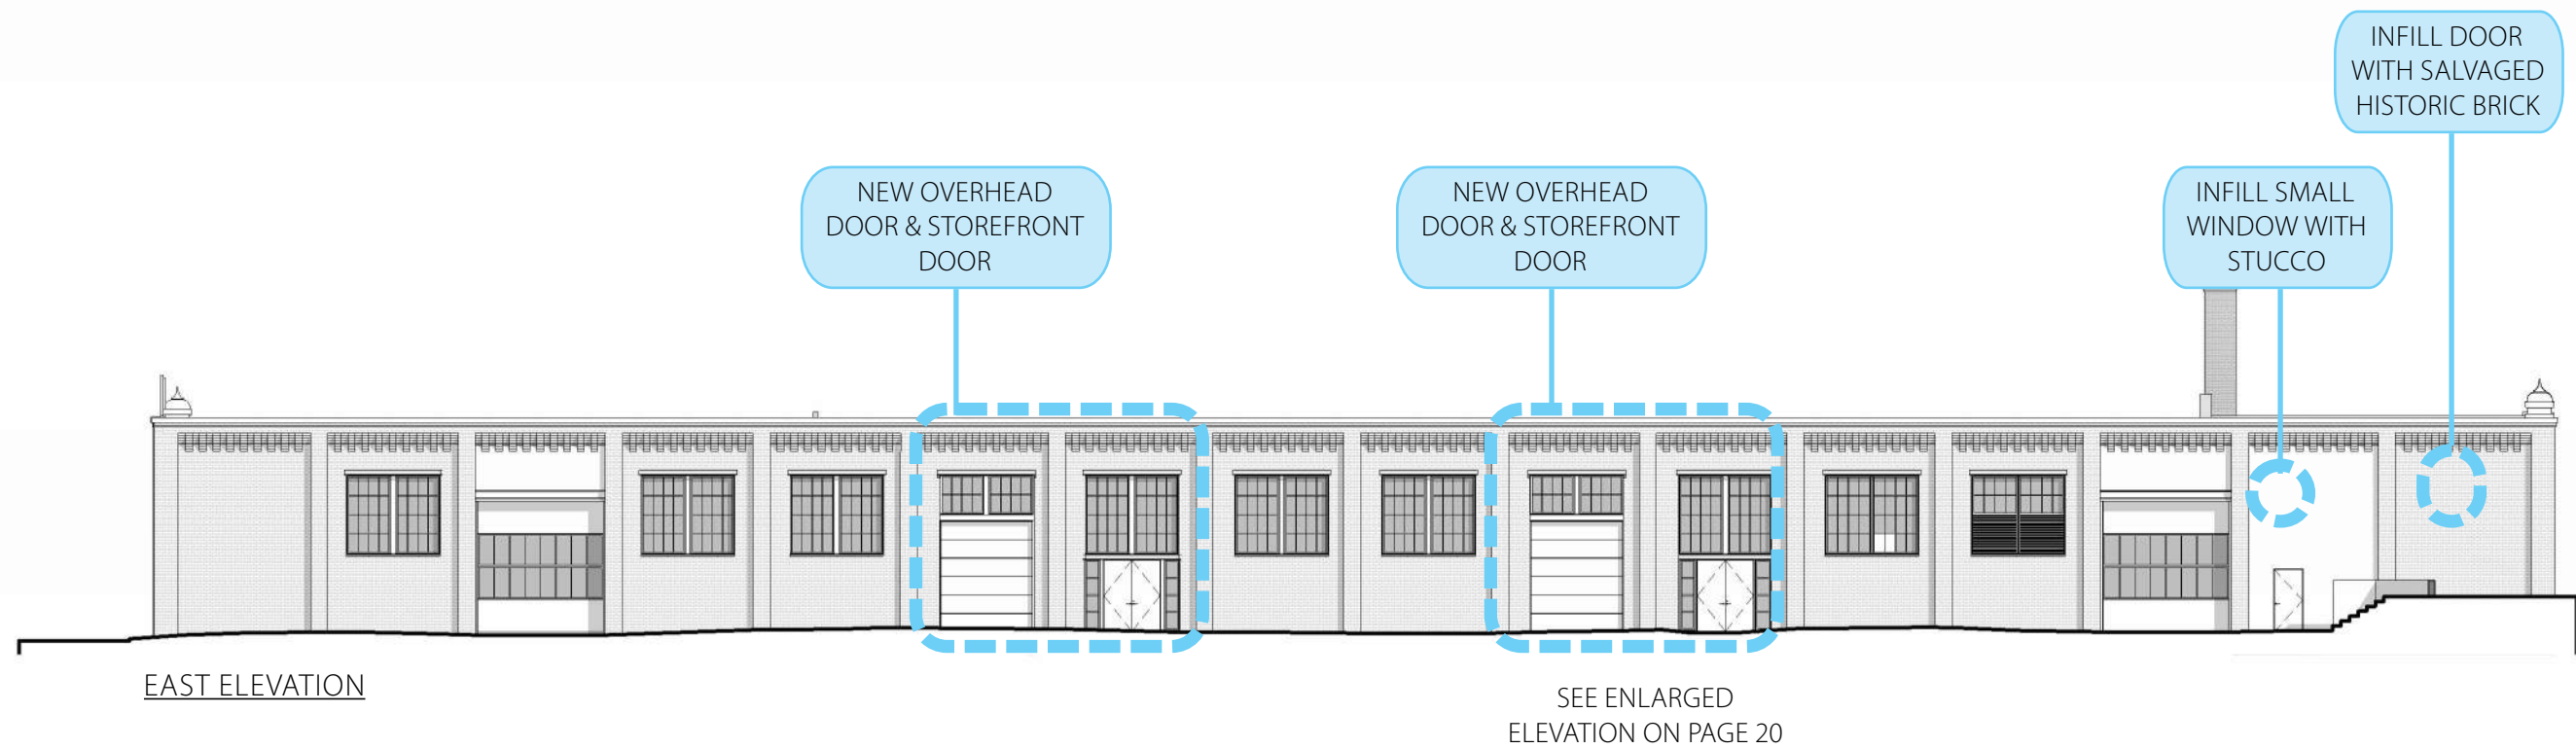 INFILL DOOR
WITH SALVAGED
HISTORIC BRICK
NEW OVERHEAD
DOOR & STOREFRONT
DOOR
NEW OVERHEAD
DOOR & STOREFRONT
DOOR
INFILL SMALL
WINDOW WITH
STUCCO
EAST ELEVATION
SEE ENLARGED
ELEVATION ON PAGE 20